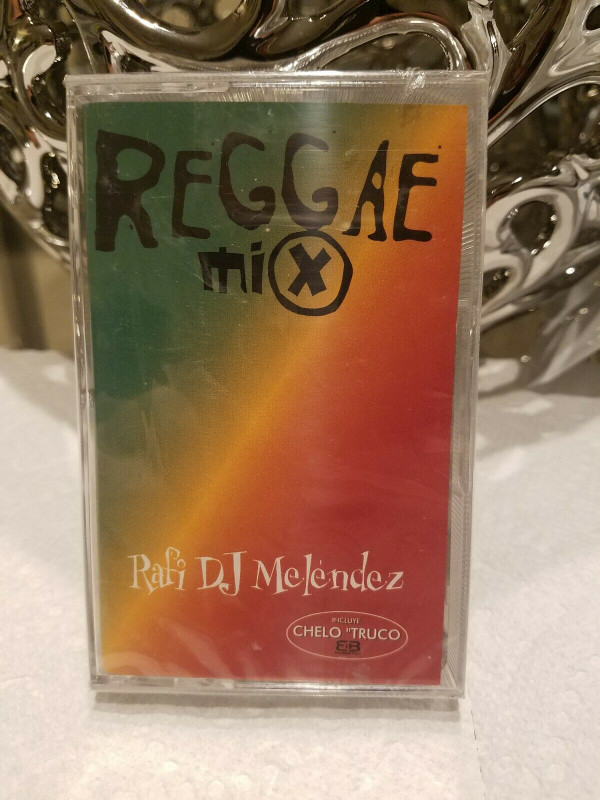 REGGAE
miX
Rafi DJ Meléndez
INCLUYE
CHELO "TRUCO